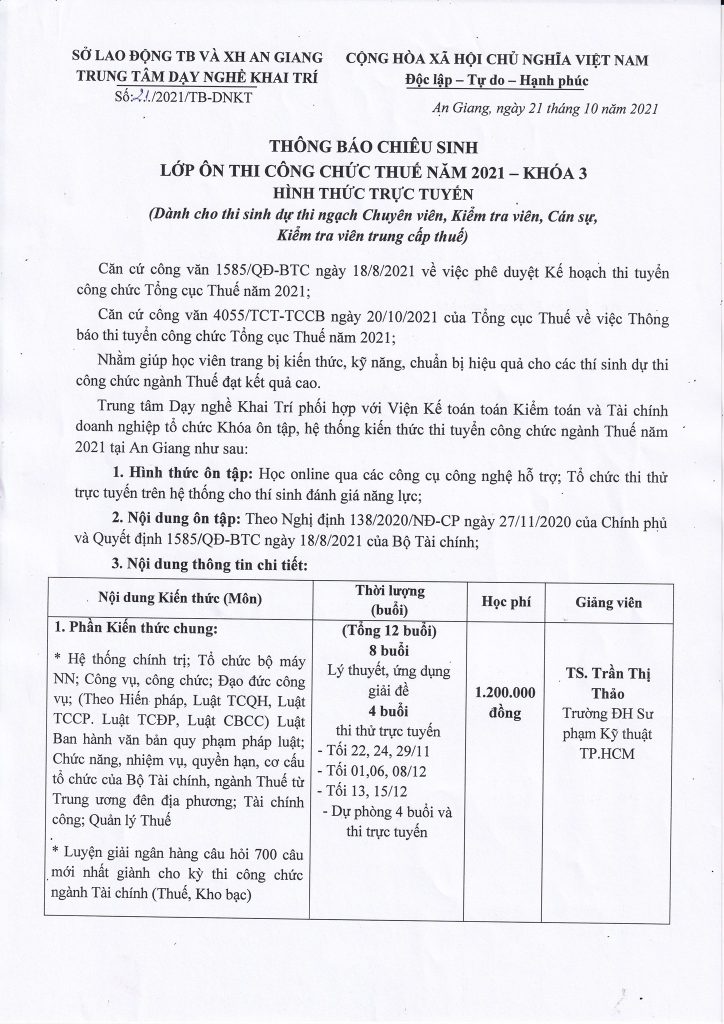 SỞ LAO ĐỘNG TB VÀ XH AN GIANG
TRUNG TÂM DẠY NGHỀ KHAI TRÍ
Số:21/2021/TB-DNKT
CỘNG HÒA XÃ HỘI CHỦ NGHĨA VIỆT NAM
Độc lập – Tự do – Hạnh phúc
An Giang, ngày 21 tháng 10 năm 2021
THÔNG BÁO CHIÊU SINH
LỚP ÔN THI CÔNG CHỨC THUẾ NĂM 2021 – KHÓA 3
HÌNH THỨC TRỰC TUYẾN
(Dành cho thi sinh dự thi ngạch Chuyên viên, Kiểm tra viên, Cán sự,
Kiểm tra viên trung cấp thuế)
Căn cứ công văn 1585/QĐ-BTC ngày 18/8/2021 về việc phê duyệt Kế hoạch thi tuyển
công chức Tổng cục Thuế năm 2021;
Căn cứ công văn 4055/TCT-TCCB ngày 20/10/2021 của Tổng cục Thuế về việc Thông
báo thi tuyển công chức Tổng cục Thuế năm 2021;
Nhằm giúp học viên trang bị kiến thức, kỹ năng, chuẩn bị hiệu quả cho các thí sinh dự thi
công chức ngành Thuế đạt kết quả cao.
Trung tâm Dạy nghề Khai Trí phối hợp với Viện Kế toán toán Kiểm toán và Tài chính
doanh nghiệp tổ chức Khóa ôn tập, hệ thống kiến thức thi tuyển công chức ngành Thuế năm
2021 tại An Giang như sau:
1. Hình thức ôn tập: Học online qua các công cụ công nghệ hỗ trợ; Tổ chức thi thử
trực tuyến trên hệ thống cho thí sinh đánh giá năng lực;
2. Nội dung ôn tập: Theo Nghị định 138/2020/NĐ-CP ngày 27/11/2020 của Chính phủ
và Quyết định 1585/QĐ-BTC ngày 18/8/2021 của Bộ Tài chính;
3. Nội dung thông tin chi tiết:
Nội dung Kiến thức (Môn)
Thời lượng
(buổi)
Học phí
Giảng viên
1. Phần Kiến thức chung:
* Hệ thống chính trị; Tổ chức bộ máy
NN; Công vụ, công chức; Đạo đức công
vụ; (Theo Hiến pháp, Luật TCQH, Luật
TCCP. Luật TCĐP, Luật CBCC) Luật
Ban hành văn bản quy phạm pháp luật;
Chức năng, nhiệm vụ, quyền hạn, cơ cấu
tổ chức của Bộ Tài chính, ngành Thuế từ
Trung ương đên địa phương; Tài chính
công; Quản lý Thuế
* Luyện giải ngân hàng câu hỏi 700 câu
mới nhất giành cho kỳ thi công chức
ngành Tài chính (Thuế, Kho bạc)
(Tổng 12 buổi)
8 buổi
Lý thuyết, ứng dụng
giải đề
4 buổi
thi thử trực tuyến
- Tối 22, 24, 29/11
- Tối 01,06, 08/12
- Tối 13, 15/12
- Dự phòng 4 buổi và
thi trực tuyến
1.200.000
đồng
TS. Trần Thị
Thảo
Trường ĐH Sư
phạm Kỹ thuật
TP.HCM